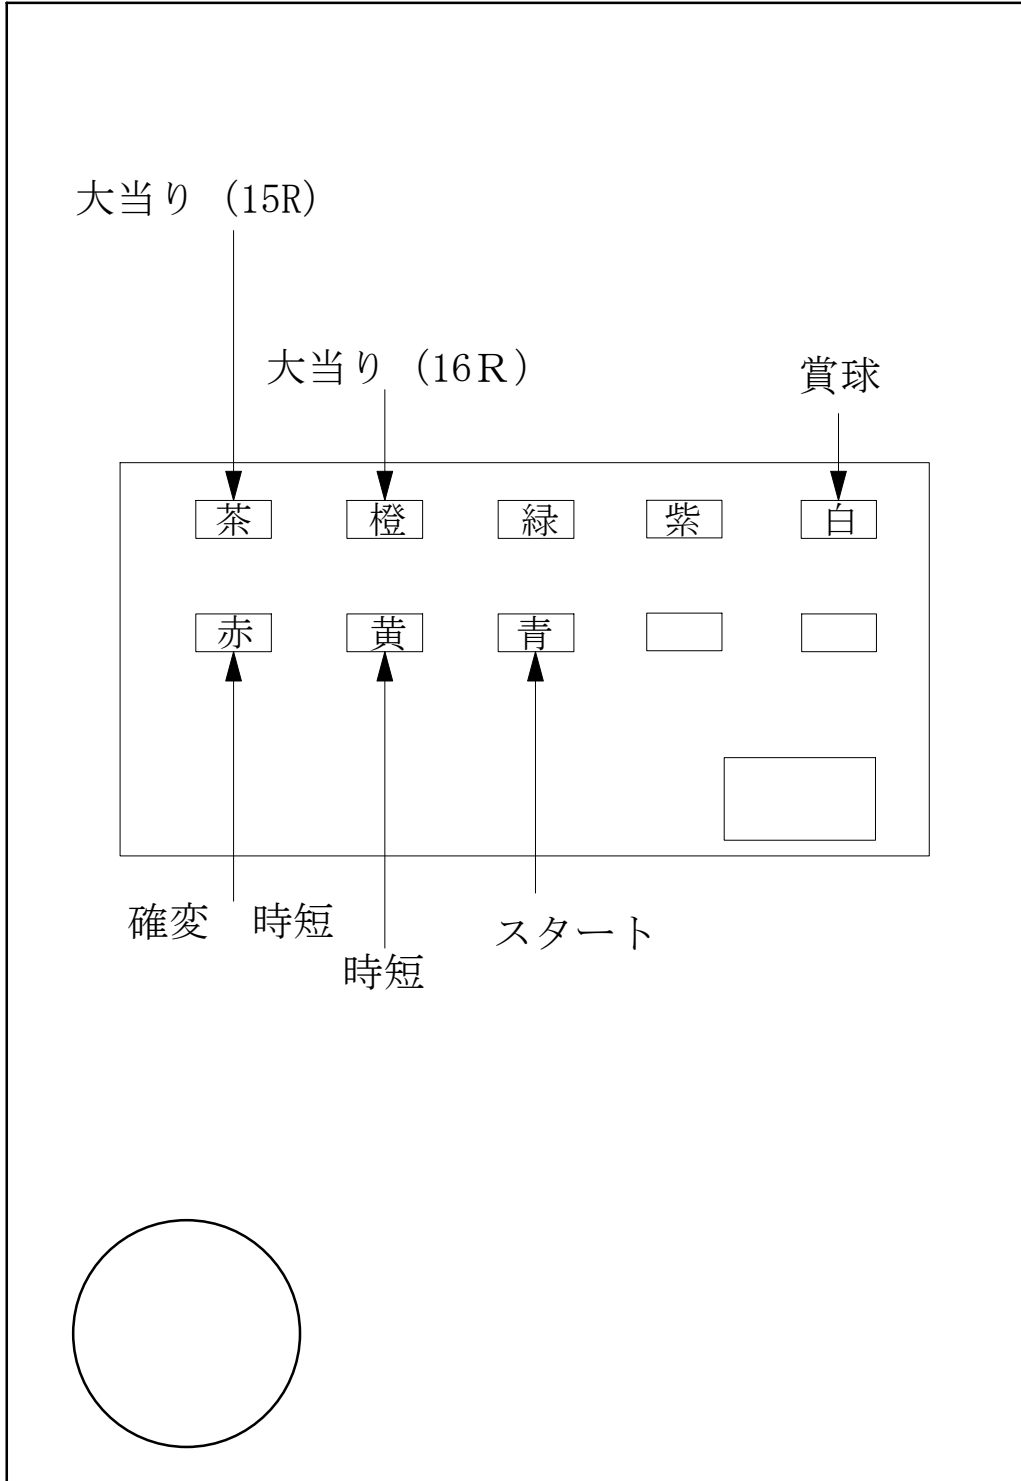 大当り (15R)
大当り (16Ｒ)
賞球
茶 橙 緑 紫 白
赤 黄 青
確変 時短
時短
スタート